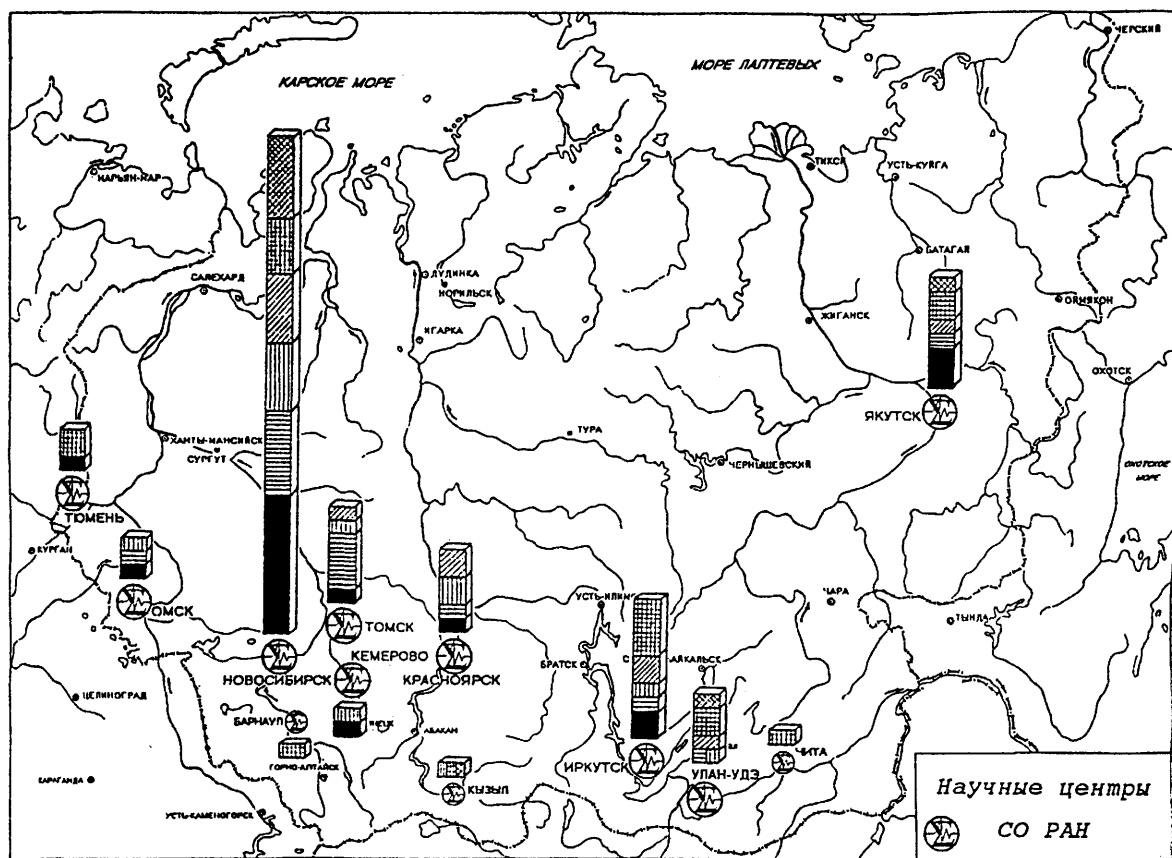 ЧЕРСКИЙ
МОРЕ ЛАПТЕВЫХ
КАРСКОЕ МОРЕ
ТИКСИ
УСТЬ-КУЙГА
НАРЬЯН-МАР
БАТАГАЙ
ДУДИНКА
НОРИЛЬСК
САЛЕХАРД
ОЙМЯКОН
ЖИГАНСК
ИГАРКА
ОХОТСК
ЯКУТСК
ТУРА
ХАНТЫ-МАНСИЙСК
СУРГУТ
ЧЕРНЫШЕВСКИЙ
ОХОТСКОЕ
МОРЕ
ТЮМЕНЬ
КУРГАН
ОМСК
УСТЬ-ИЛИМ
ЧАРА
ТЫНДА
ТОМСК
КЕМЕРОВО
БРАТСК
НОВОСИБИРСК
КРАСНОЯРСК
ЦЕЛИНОГРАД
БАРНАУЛ
АБАКАН
ЧИТА
ИРКУТСК
УЛАН-УДЭ
ГОРНО-АЛТАЙСК
КАРАГАНДА
КЫЗЫЛ
УСТЬ-КАМЕНОГОРСК
Научные центры
СО РАН